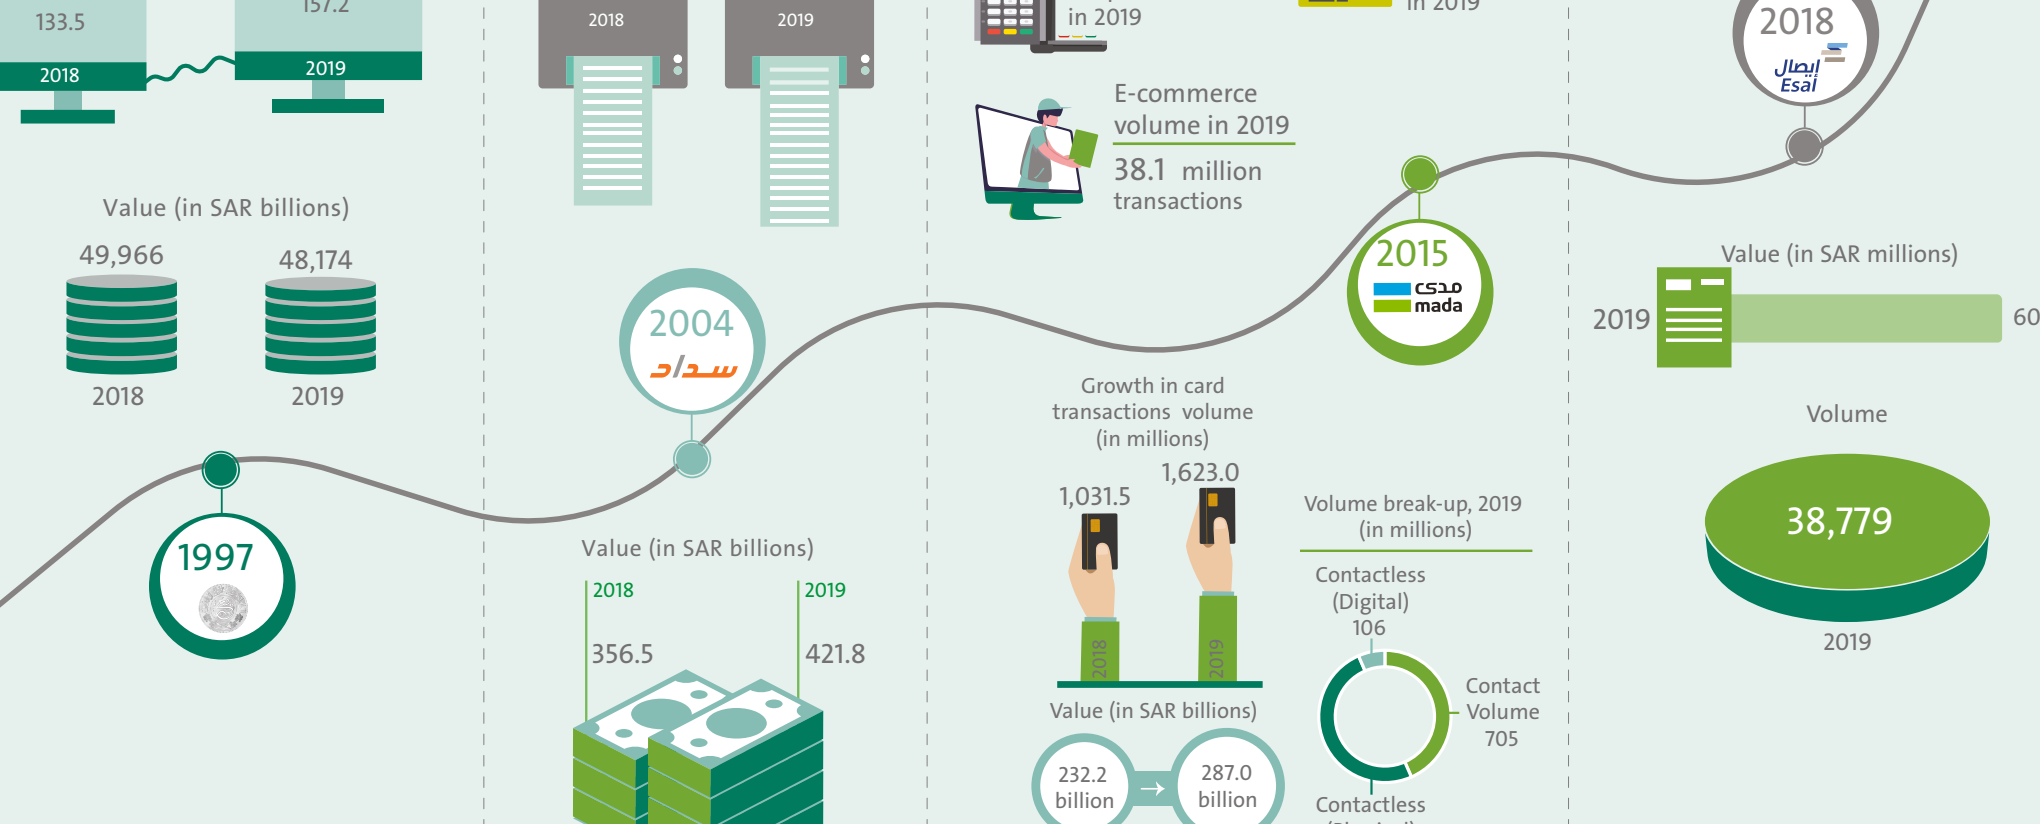 133.5
157.2
2018
2019
Value (in SAR billions)
49,966
48,174
2018
2019
1997
2018
2019
2004
سداد
Value (in SAR billions)
2018
2019
356.5
421.8
in 2019
in 2019
E-commerce
volume in 2019
38.1 million
transactions
2015
مدى
mada
Growth in card
transactions volume
(in millions)
1,031.5
1,623.0
2018
2019
Value (in SAR billions)
232.2
billion
287.0
billion
Volume break-up, 2019
(in millions)
Contactless
(Digital)
106
Contact
Volume
705
Contactless
2018
إيصال
Esal
Value (in SAR millions)
2019
60
Volume
38,779
2019